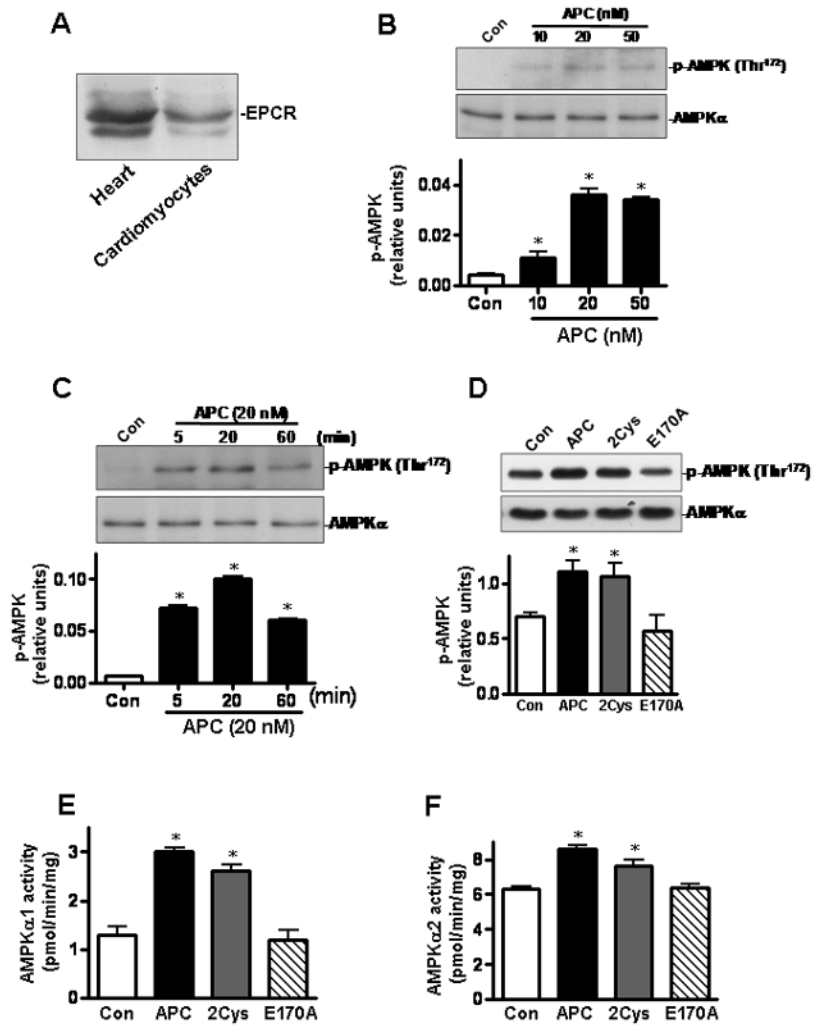 A
-EPCR
Heart
Cardiomyocytes
B
APC (nM)
Con 10 20 50
p-AMPK (Thr¹⁷²)
AMPKα
p-AMPK
(relative units)
0.04
0.02
0.00
* * *
Con 10 20 50
APC (nM)
C
APC (20 nM)
Con 5 20 60 (min)
p-AMPK (Thr¹⁷²)
AMPKα
p-AMPK
(relative units)
0.10
0.05
0.00
* * *
Con 5 20 60 (min)
APC (20 nM)
D
Con APC 2Cys E170A
p-AMPK (Thr¹⁷²)
AMPKα
p-AMPK
(relative units)
1.0
0.5
0.0
* *
Con APC 2Cys E170A
E
AMPKα1 activity
(pmol/min/mg)
3
2
1
0
* *
Con APC 2Cys E170A
F
AMPKα2 activity
(pmol/min/mg)
8
6
4
2
0
* *
Con APC 2Cys E170A